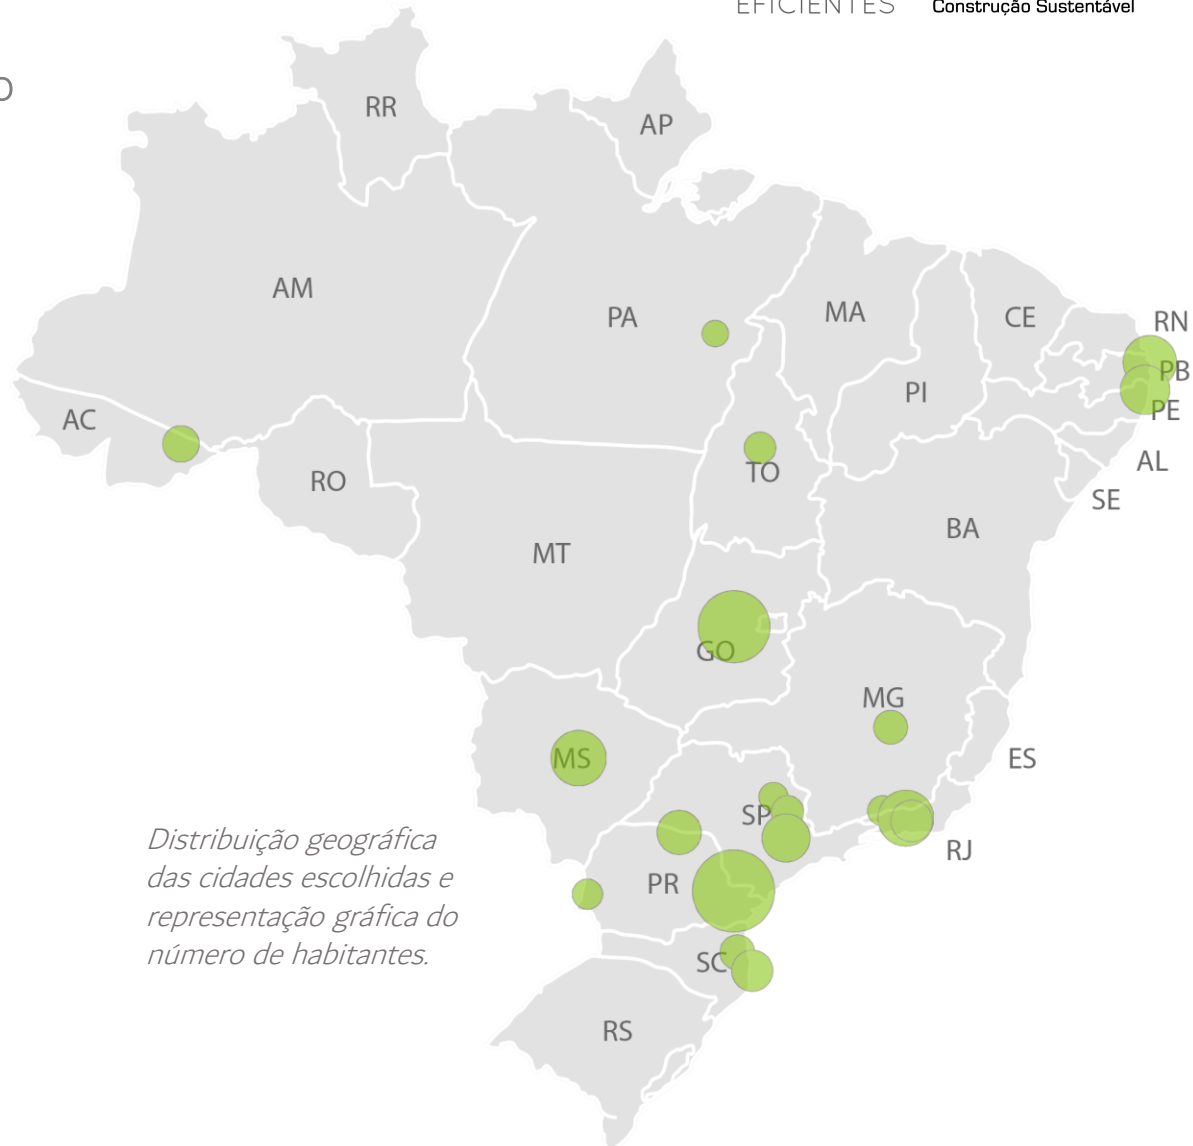 EFICIENTES
Construção Sustentável
O
RR
AP
AM
PA
MA
CE
RN
PB
PI
PE
AC
AL
TO
RO
SE
BA
MT
GO
MG
MS
ES
SP
RJ
PR
SC
RS
Distribuição geográfica
das cidades escolhidas e
representação gráfica do
número de habitantes.